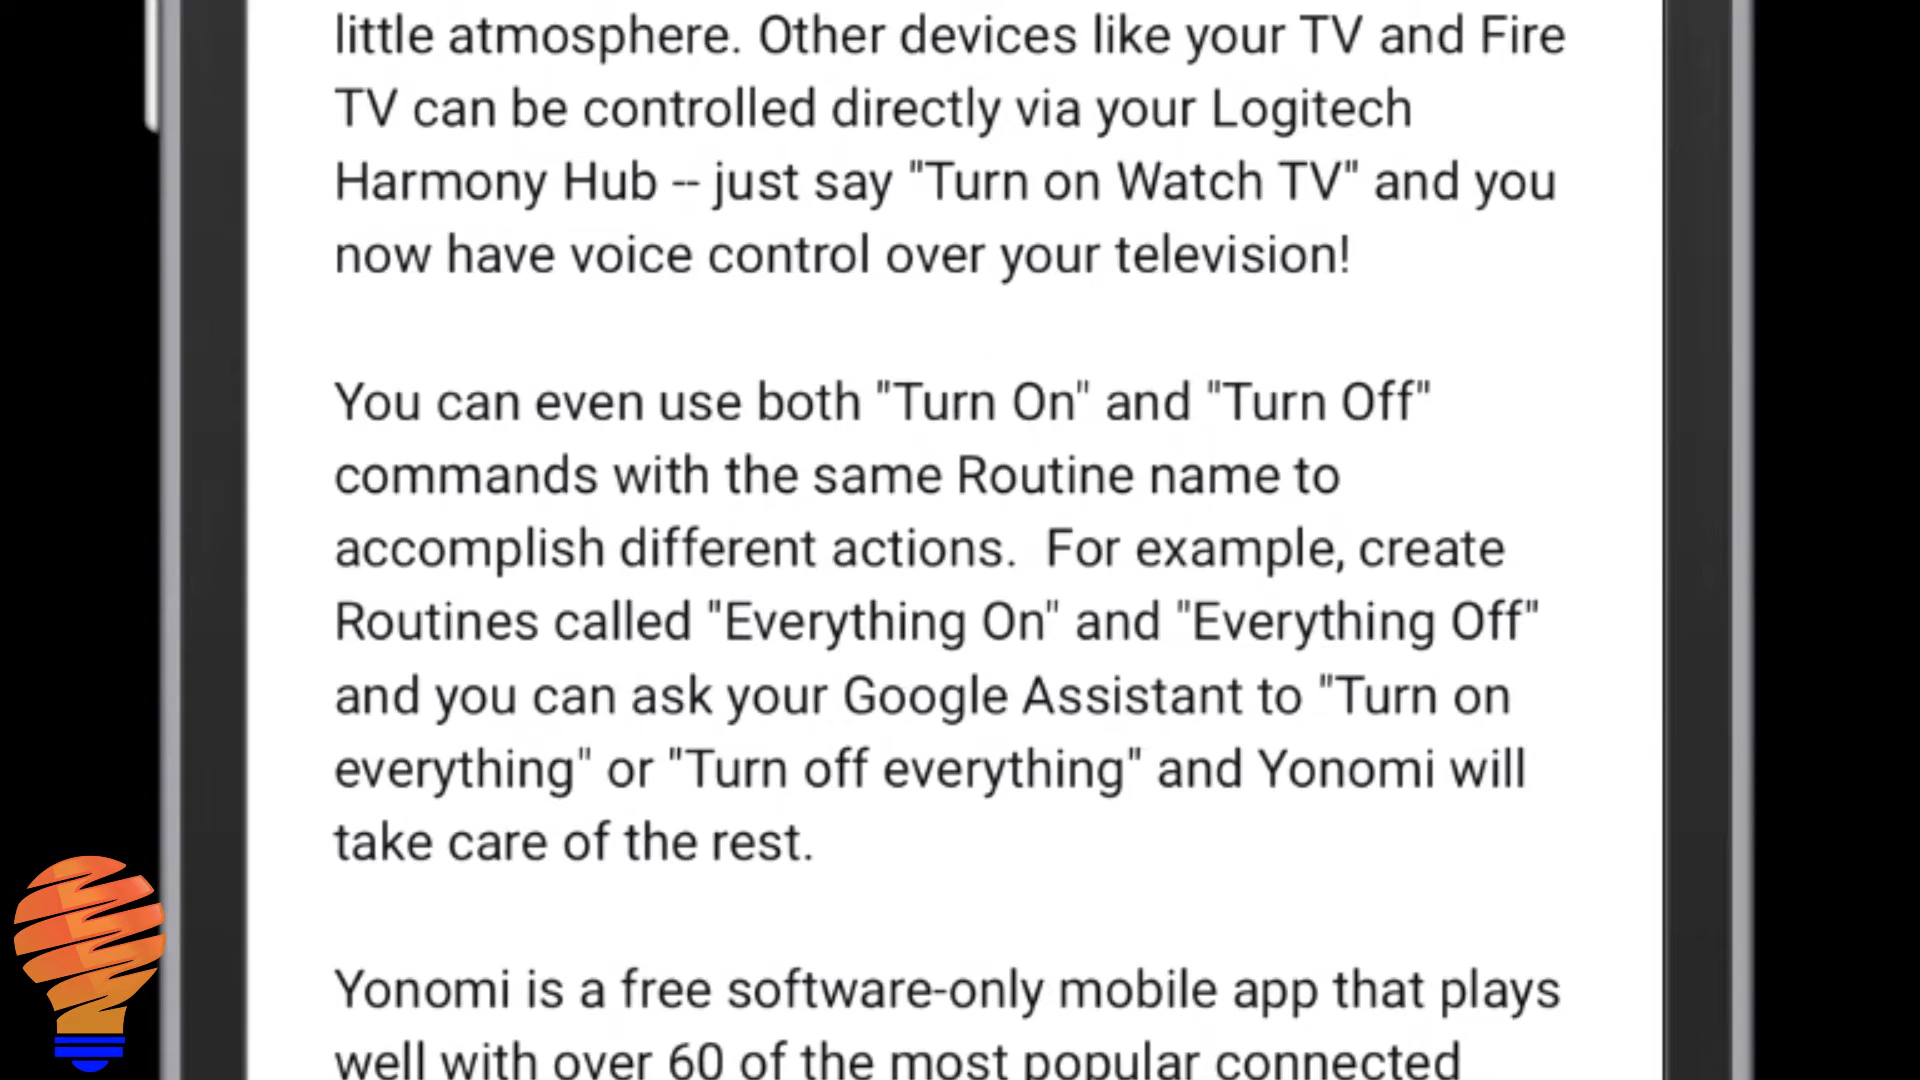 little atmosphere. Other devices like your TV and Fire
TV can be controlled directly via your Logitech
Harmony Hub -- just say "Turn on Watch TV" and you
now have voice control over your television!
You can even use both "Turn On" and "Turn Off"
commands with the same Routine name to
accomplish different actions.  For example, create
Routines called "Everything On" and "Everything Off"
and you can ask your Google Assistant to "Turn on
everything" or "Turn off everything" and Yonomi will
take care of the rest.
Yonomi is a free software-only mobile app that plays
well with over 60 of the most popular connected